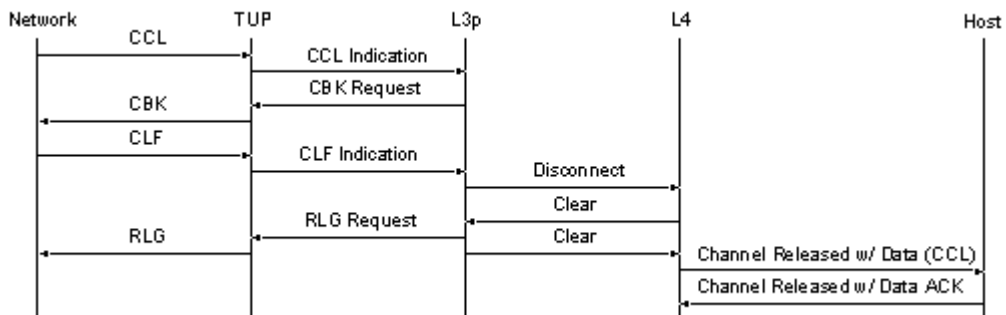 Network TUP L3p L4 Host
CCL
CCL Indication
CBK Request
CBK
CLF
CLF Indication
Disconnect
Clear
RLG Request
RLG
Clear
Channel Released w/ Data (CCL)
Channel Released w/ Data ACK